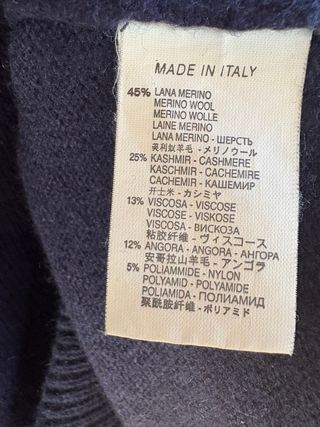 MADE IN ITALY
45% LANA MERINO
MERINO WOOL
MERINO WOLLE
LAINE MERINO
LANA MERINO - ШЕРСТЬ
美利奴羊毛 - メリノウール
25% KASHMIR - CASHMERE
KASCHMIR - CACHEMIRE
CACHEMIR - КАШЕМИР
开士米 - カシミヤ
13% VISCOSA - VISCOSE
VISCOSE - VISKOSE
VISCOSA - ВИСКОЗА
粘胶纤维 - ヴィスコース
12% ANGORA - ANGORA - АНГОРА
安哥拉山羊毛 - アンゴラ
5% POLIAMMIDE - NYLON
POLYAMID - POLYAMIDE
POLIAMIDA - ПОЛИАМИД
聚酰胺纤维 - ポリアミド